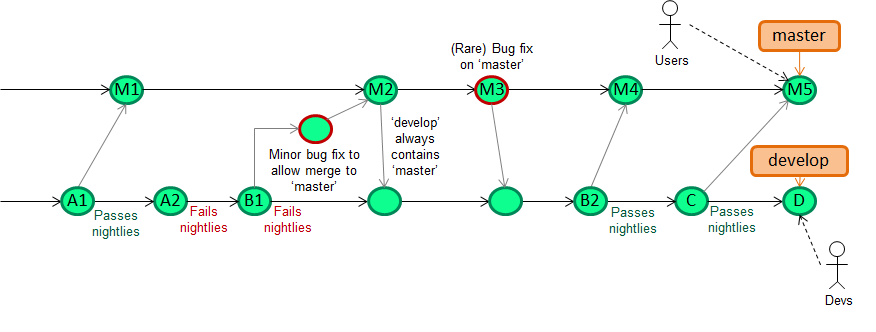 (Rare) Bug fix
on ‘master’
Users
master
M1
M2
M3
M4
M5
Minor bug fix to
allow merge to
‘master’
‘develop’
always
contains
‘master’
develop
A1
A2
B1
B2
C
D
Passes
nightlies
Fails
nightlies
Fails
nightlies
Passes
nightlies
Passes
nightlies
Devs